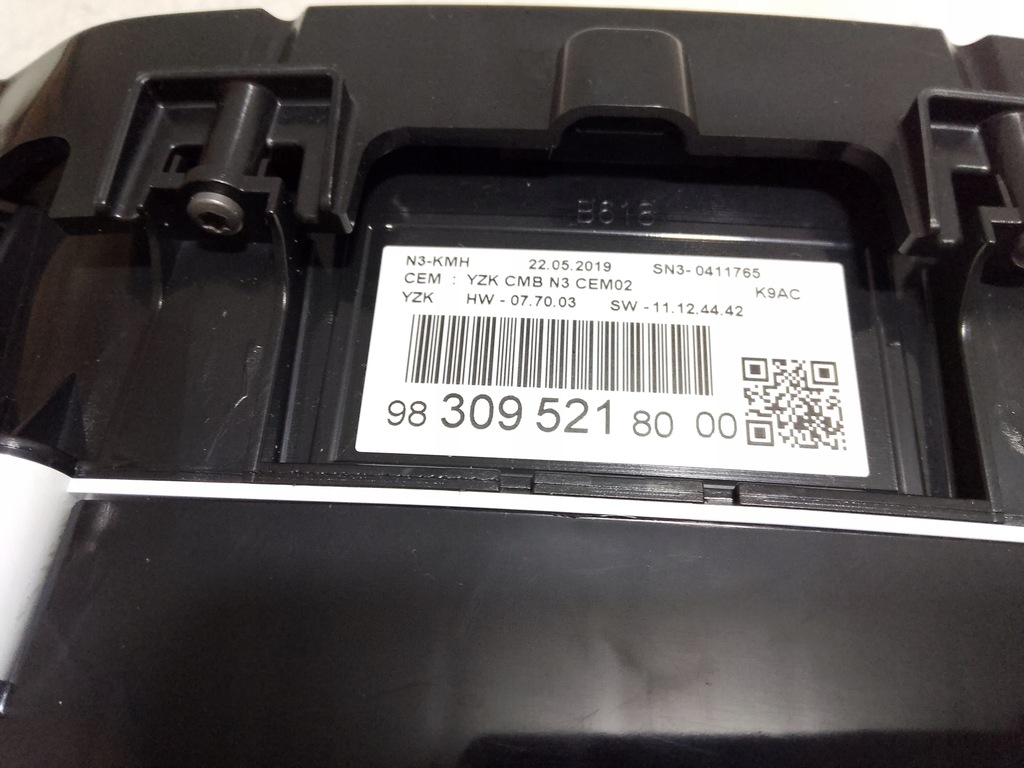 B616
N3-KMH 22.05.2019 SN3- 0411765
CEM : YZK CMB N3 CEM02 K9AC
YZK HW - 07.70.03 SW - 11.12.44.42
98 309 521 80 00